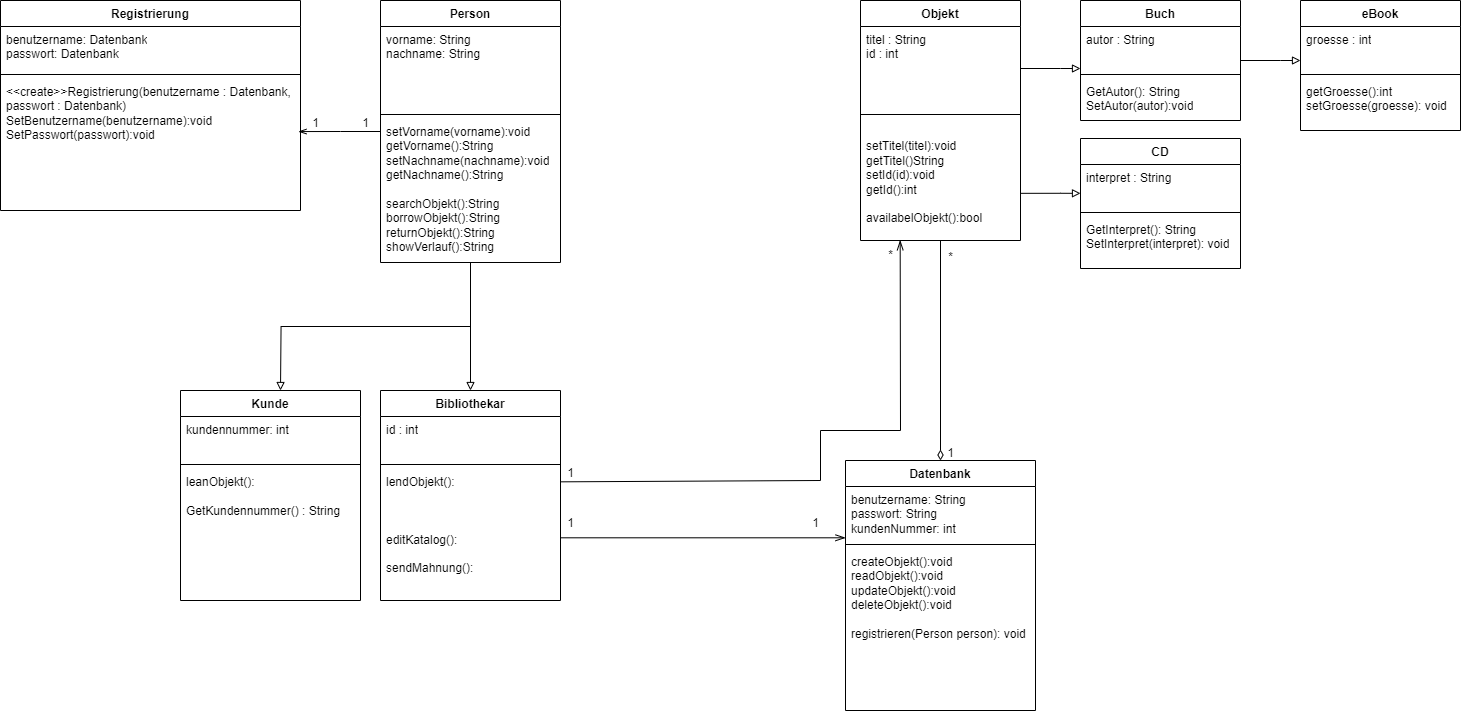 Registrierung
benutzername: Datenbank
passwort: Datenbank
<<create>>Registrierung(benutzername : Datenbank,
passwort : Datenbank)
SetBenutzername(benutzername):void
SetPasswort(passwort):void
1
1
Person
vorname: String
nachname: String
setVorname(vorname):void
getVorname():String
setNachname(nachname):void
getNachname():String
searchObjekt():String
borrowObjekt():String
returnObjekt():String
showVerlauf():String
Objekt
titel : String
id : int
setTitel(titel):void
getTitel()String
setId(id):void
getId():int
availabelObjekt():bool
*
*
Buch
autor : String
GetAutor(): String
SetAutor(autor):void
eBook
groesse : int
getGroesse():int
setGroesse(groesse): void
CD
interpret : String
GetInterpret(): String
SetInterpret(interpret): void
Kunde
kundennummer: int
leanObjekt():
GetKundennummer() : String
Bibliothekar
id : int
lendObjekt():
editKatalog():
sendMahnung():
1
1
1
1
Datenbank
benutzername: String
passwort: String
kundenNummer: int
createObjekt():void
readObjekt():void
updateObjekt():void
deleteObjekt():void
registrieren(Person person): void